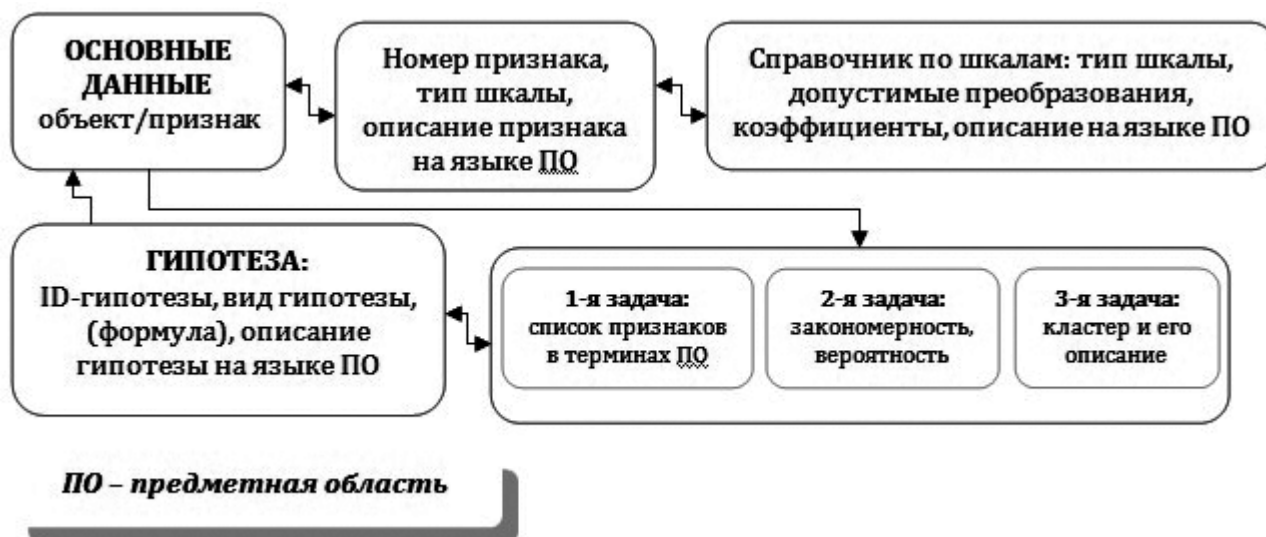 ОСНОВНЫЕ
ДАННЫЕ
объект/признак
Номер признака,
тип шкалы,
описание признака
на языке ПО
Справочник по шкалам: тип шкалы,
допустимые преобразования,
коэффициенты, описание на языке ПО
ГИПОТЕЗА:
ID-гипотезы, вид гипотезы,
(формула), описание
гипотезы на языке ПО
1-я задача:
список признаков
в терминах ПО
2-я задача:
закономерность,
вероятность
3-я задача:
кластер и его
описание
ПО – предметная область